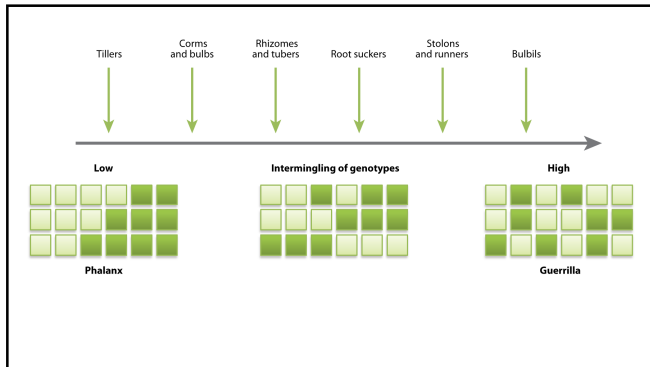 Tillers
Corms
and bulbs
Rhizomes
and tubers
Root suckers
Stolons
and runners
Bulbils
Low
Intermingling of genotypes
High
Phalanx
Guerrilla